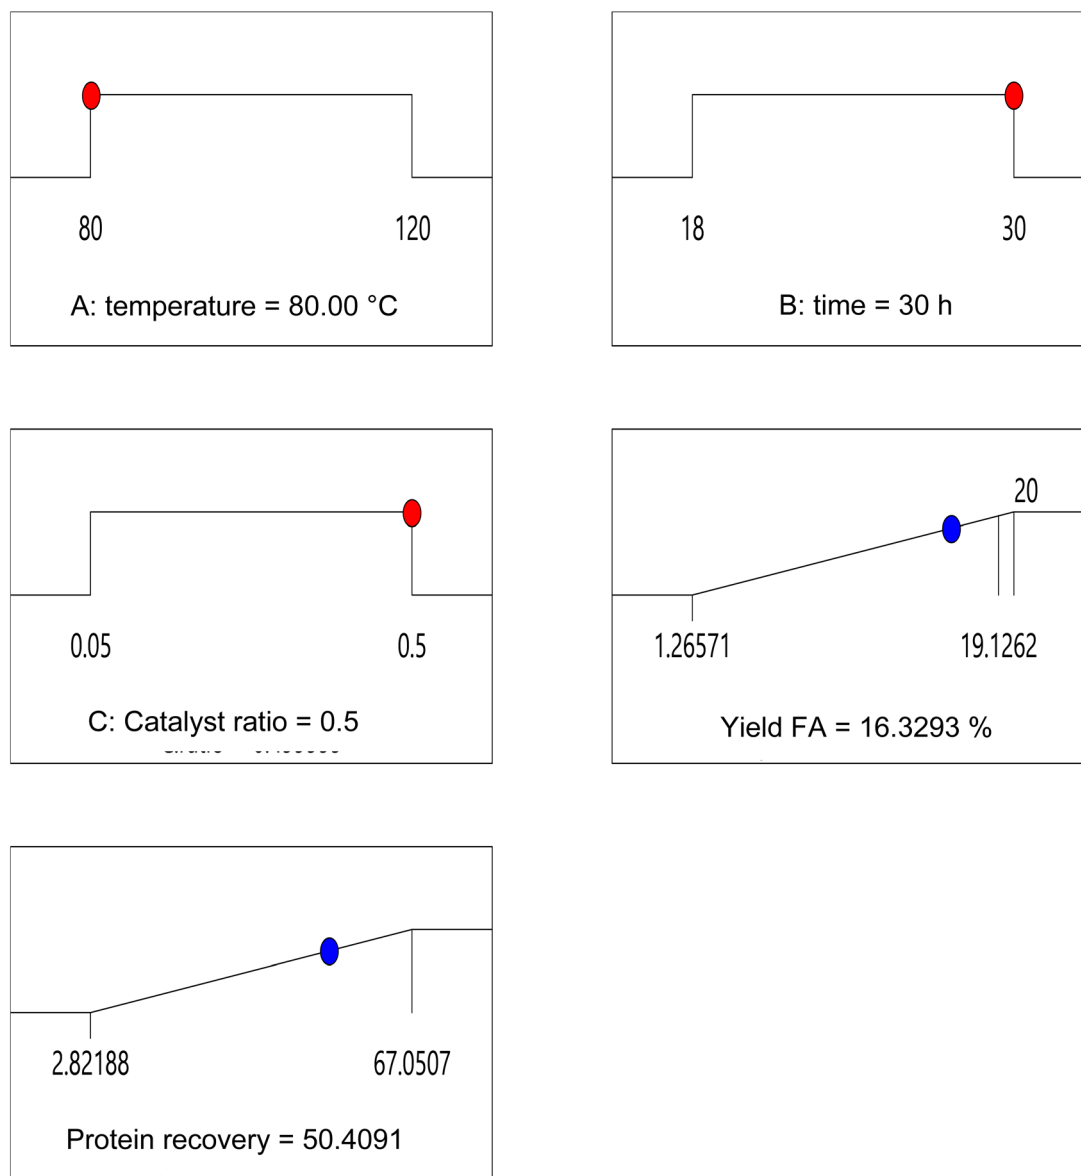 80 120
A: temperature = 80.00 °C
18 30
B: time = 30 h
0.05 0.5
C: Catalyst ratio = 0.5
20
1.26571 19.1262
Yield FA = 16.3293 %
2.82188 67.0507
Protein recovery = 50.4091